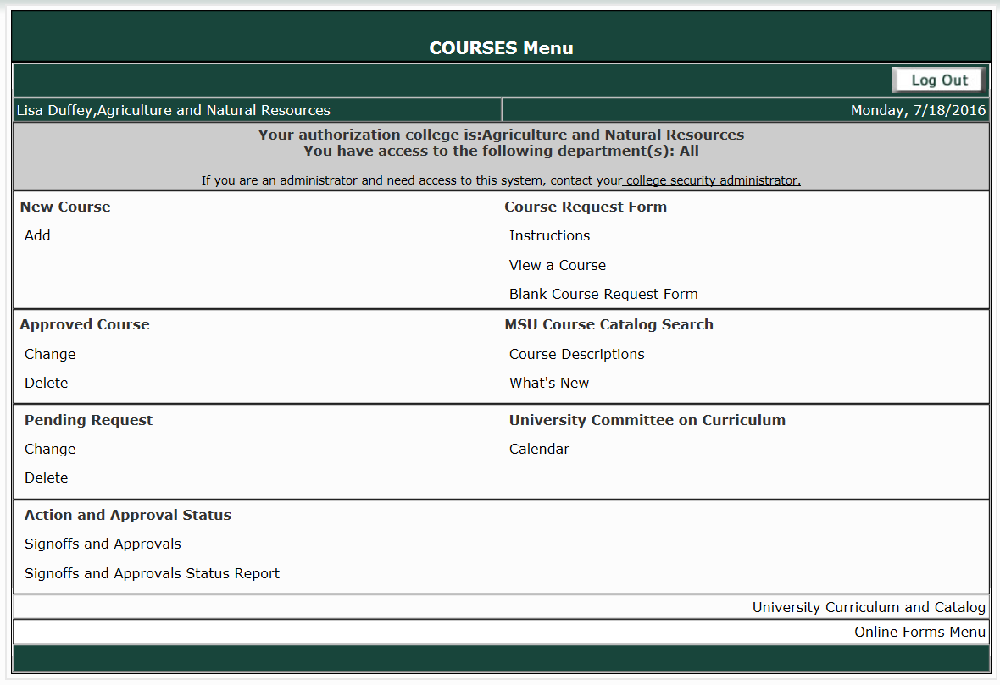 COURSES Menu
Log Out
Lisa Duffey,Agriculture and Natural Resources
Monday, 7/18/2016
Your authorization college is:Agriculture and Natural Resources
You have access to the following department(s): All
If you are an administrator and need access to this system, contact your college security administrator.
New Course
Add
Course Request Form
Instructions
View a Course
Blank Course Request Form
Approved Course
Change
Delete
MSU Course Catalog Search
Course Descriptions
What's New
Pending Request
Change
Delete
University Committee on Curriculum
Calendar
Action and Approval Status
Signoffs and Approvals
Signoffs and Approvals Status Report
University Curriculum and Catalog
Online Forms Menu